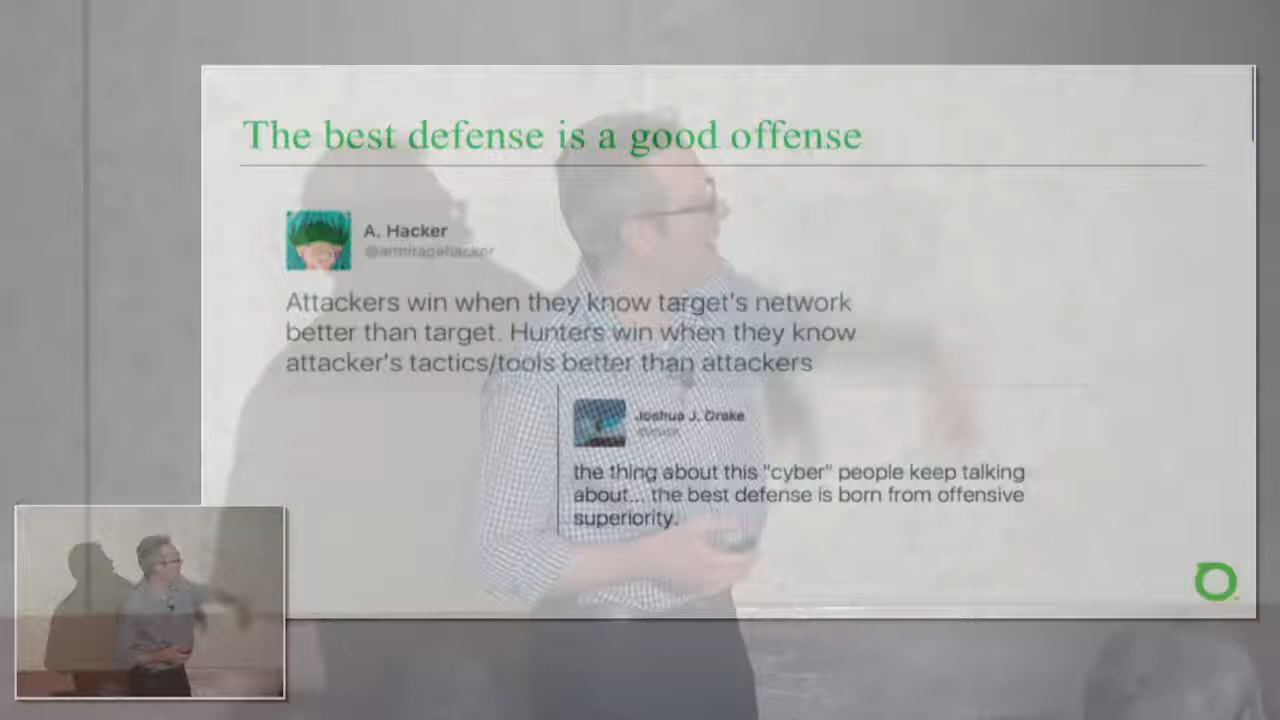 The best defense is a good offense
A. Hacker
@armitagehacker
Attackers win when they know target's network
better than target. Hunters win when they know
attacker's tactics/tools better than attackers
Joshua J. Drake
the thing about this "cyber" people keep talking
about... the best defense is born from offensive
superiority.